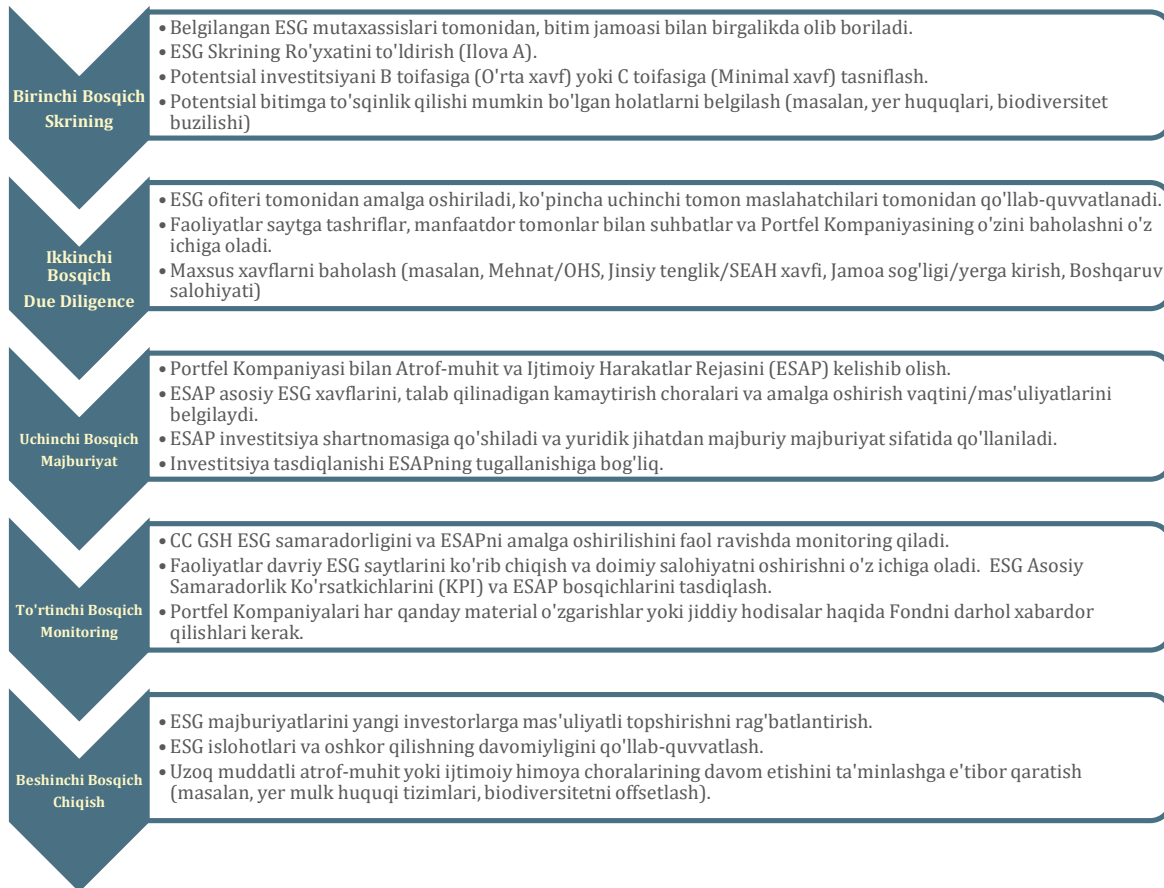 Birinchi Bosqich
Skrining
• Belgilangan ESG mutaxassislari tomonidan, bitim jamoasi bilan birgalikda olib boriladi.
• ESG Skrining Ro'yxatini to'ldirish (Ilova A).
• Potentsial investitsiyani B toifasiga (O'rta xavf) yoki C toifasiga (Minimal xavf) tasniflash.
• Potentsial bitimga to'sqinlik qilishi mumkin bo'lgan holatlarni belgilash (masalan, yer huquqlari, biodiversitet
buzilishi)
Ikkinchi
Bosqich
Due Diligence
• ESG ofiteri tomonidan amalga oshiriladi, ko'pincha uchinchi tomon maslahatchilari tomonidan qo'llab-quvvatlanadi.
• Faoliyatlar saytga tashriflar, manfaatdor tomonlar bilan suhbatlar va Portfel Kompaniyasining o'zini baholashni o'z
ichiga oladi.
• Maxsus xavflarni baholash (masalan, Mehnat/OHS, Jinsiy tenglik/SEAH xavfi, Jamoa sog'ligi/yerga kirish, Boshqaruv
salohiyati)
Uchinchi Bosqich
Majburiyat
• Portfel Kompaniyasi bilan Atrof-muhit va Ijtimoiy Harakatlar Rejasini (ESAP) kelishib olish.
• ESAP asosiy ESG xavflarini, talab qilinadigan kamaytirish choralari va amalga oshirish vaqtini/mas'uliyatlarini
belgilaydi.
• ESAP investitsiya shartnomasiga qo'shiladi va yuridik jihatdan majburiy majburiyat sifatida qo'llaniladi.
• Investitsiya tasdiqlanishi ESAPning tugallanishiga bog'liq.
To'rtinchi Bosqich
Monitoring
• CC GSH ESG samaradorligini va ESAPni amalga oshirilishini faol ravishda monitoring qiladi.
• Faoliyatlar davriy ESG saytlarini ko'rib chiqish va doimiy salohiyatni oshirishni o'z ichiga oladi. ESG Asosiy
Samaradorlik Ko'rsatkichlarini (KPI) va ESAP bosqichlarini tasdiqlash.
• Portfel Kompaniyalari har qanday material o'zgarishlar yoki jiddiy hodisalar haqida Fondni darhol xabardor
qilishlari kerak.
Beshinchi Bosqich
Chiqish
• ESG majburiyatlarini yangi investorlarga mas'uliyatli topshirishni rag'batlantirish.
• ESG islohotlari va oshkor qilishning davomiyligini qo'llab-quvvatlash.
• Uzoq muddatli atrof-muhit yoki ijtimoiy himoya choralarining davom etishini ta'minlashga e'tibor qaratish
(masalan, yer mulk huquqi tizimlari, biodiversitetni offsetlash).